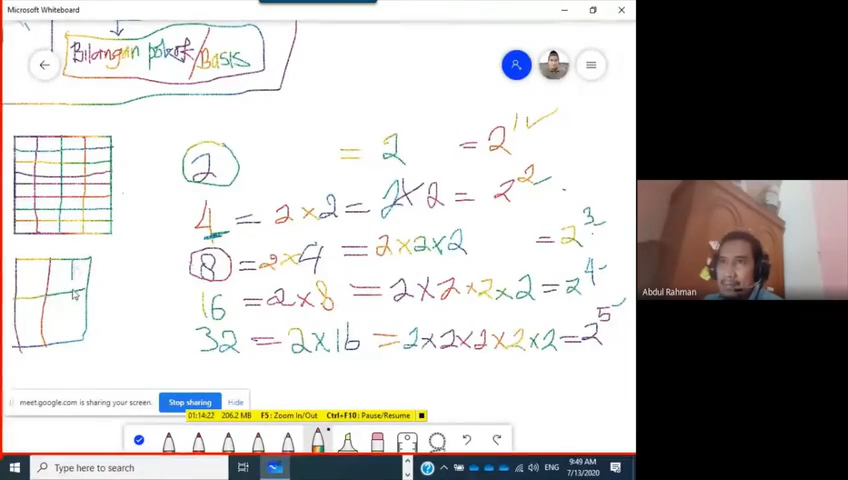 Microsoft Whiteboard
Bilangan pokok/Basis
2 = 2 = 2^1
4 = 2 x 2 = 2 x 2 = 2^2
8 = 2 x 4 = 2 x 2 x 2 = 2^3
16 = 2 x 8 = 2 x 2 x 2 x 2 = 2^4
32 = 2 x 16 = 2 x 2 x 2 x 2 x 2 = 2^5
Abdul Rahman
meet.google.com is sharing your screen. Stop sharing Hide
01:14:22 206.2 MB F5: Zoom In/Out Ctrl+F10: Pause/Resume
Type here to search
ENG
9:49 AM
7/13/2020